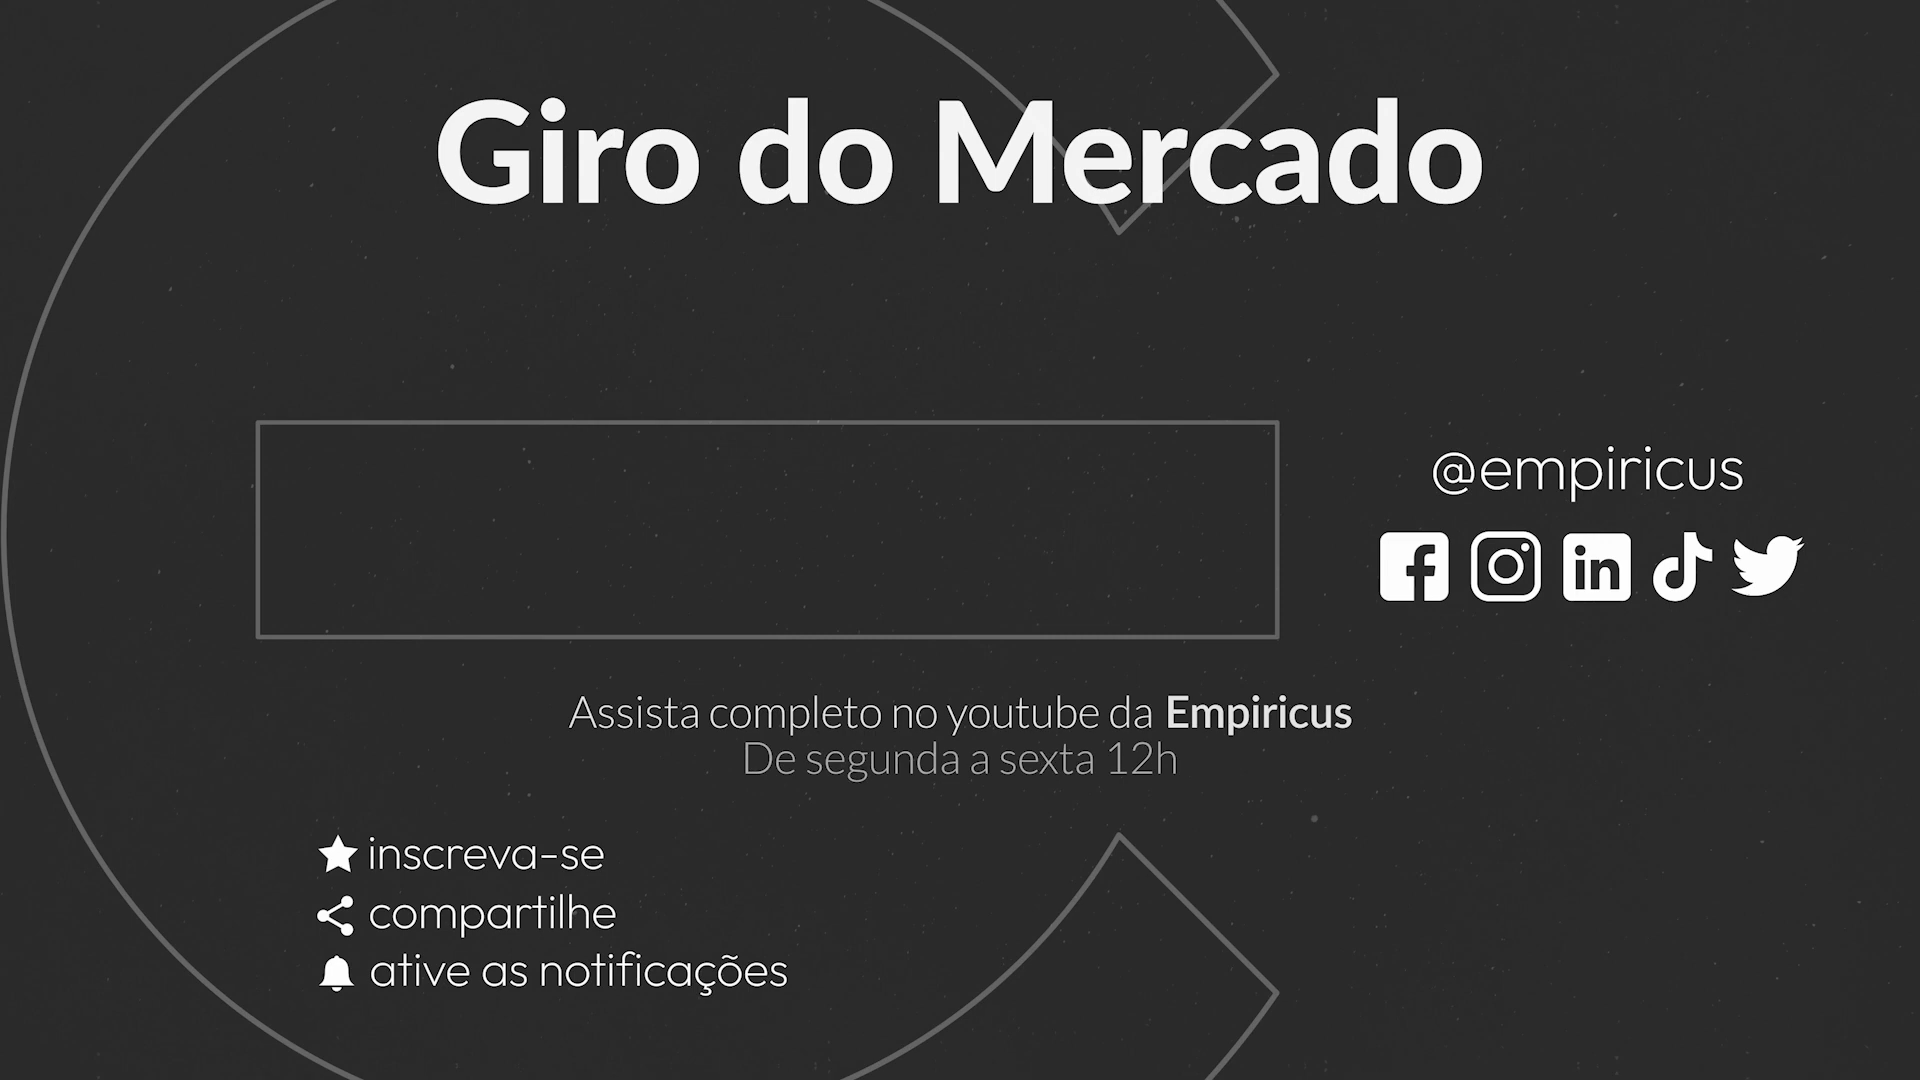 Giro do Mercado
@empiricus
Assista completo no youtube da Empiricus
De segunda a sexta 12h
inscreva-se
compartilhe
ative as notificações